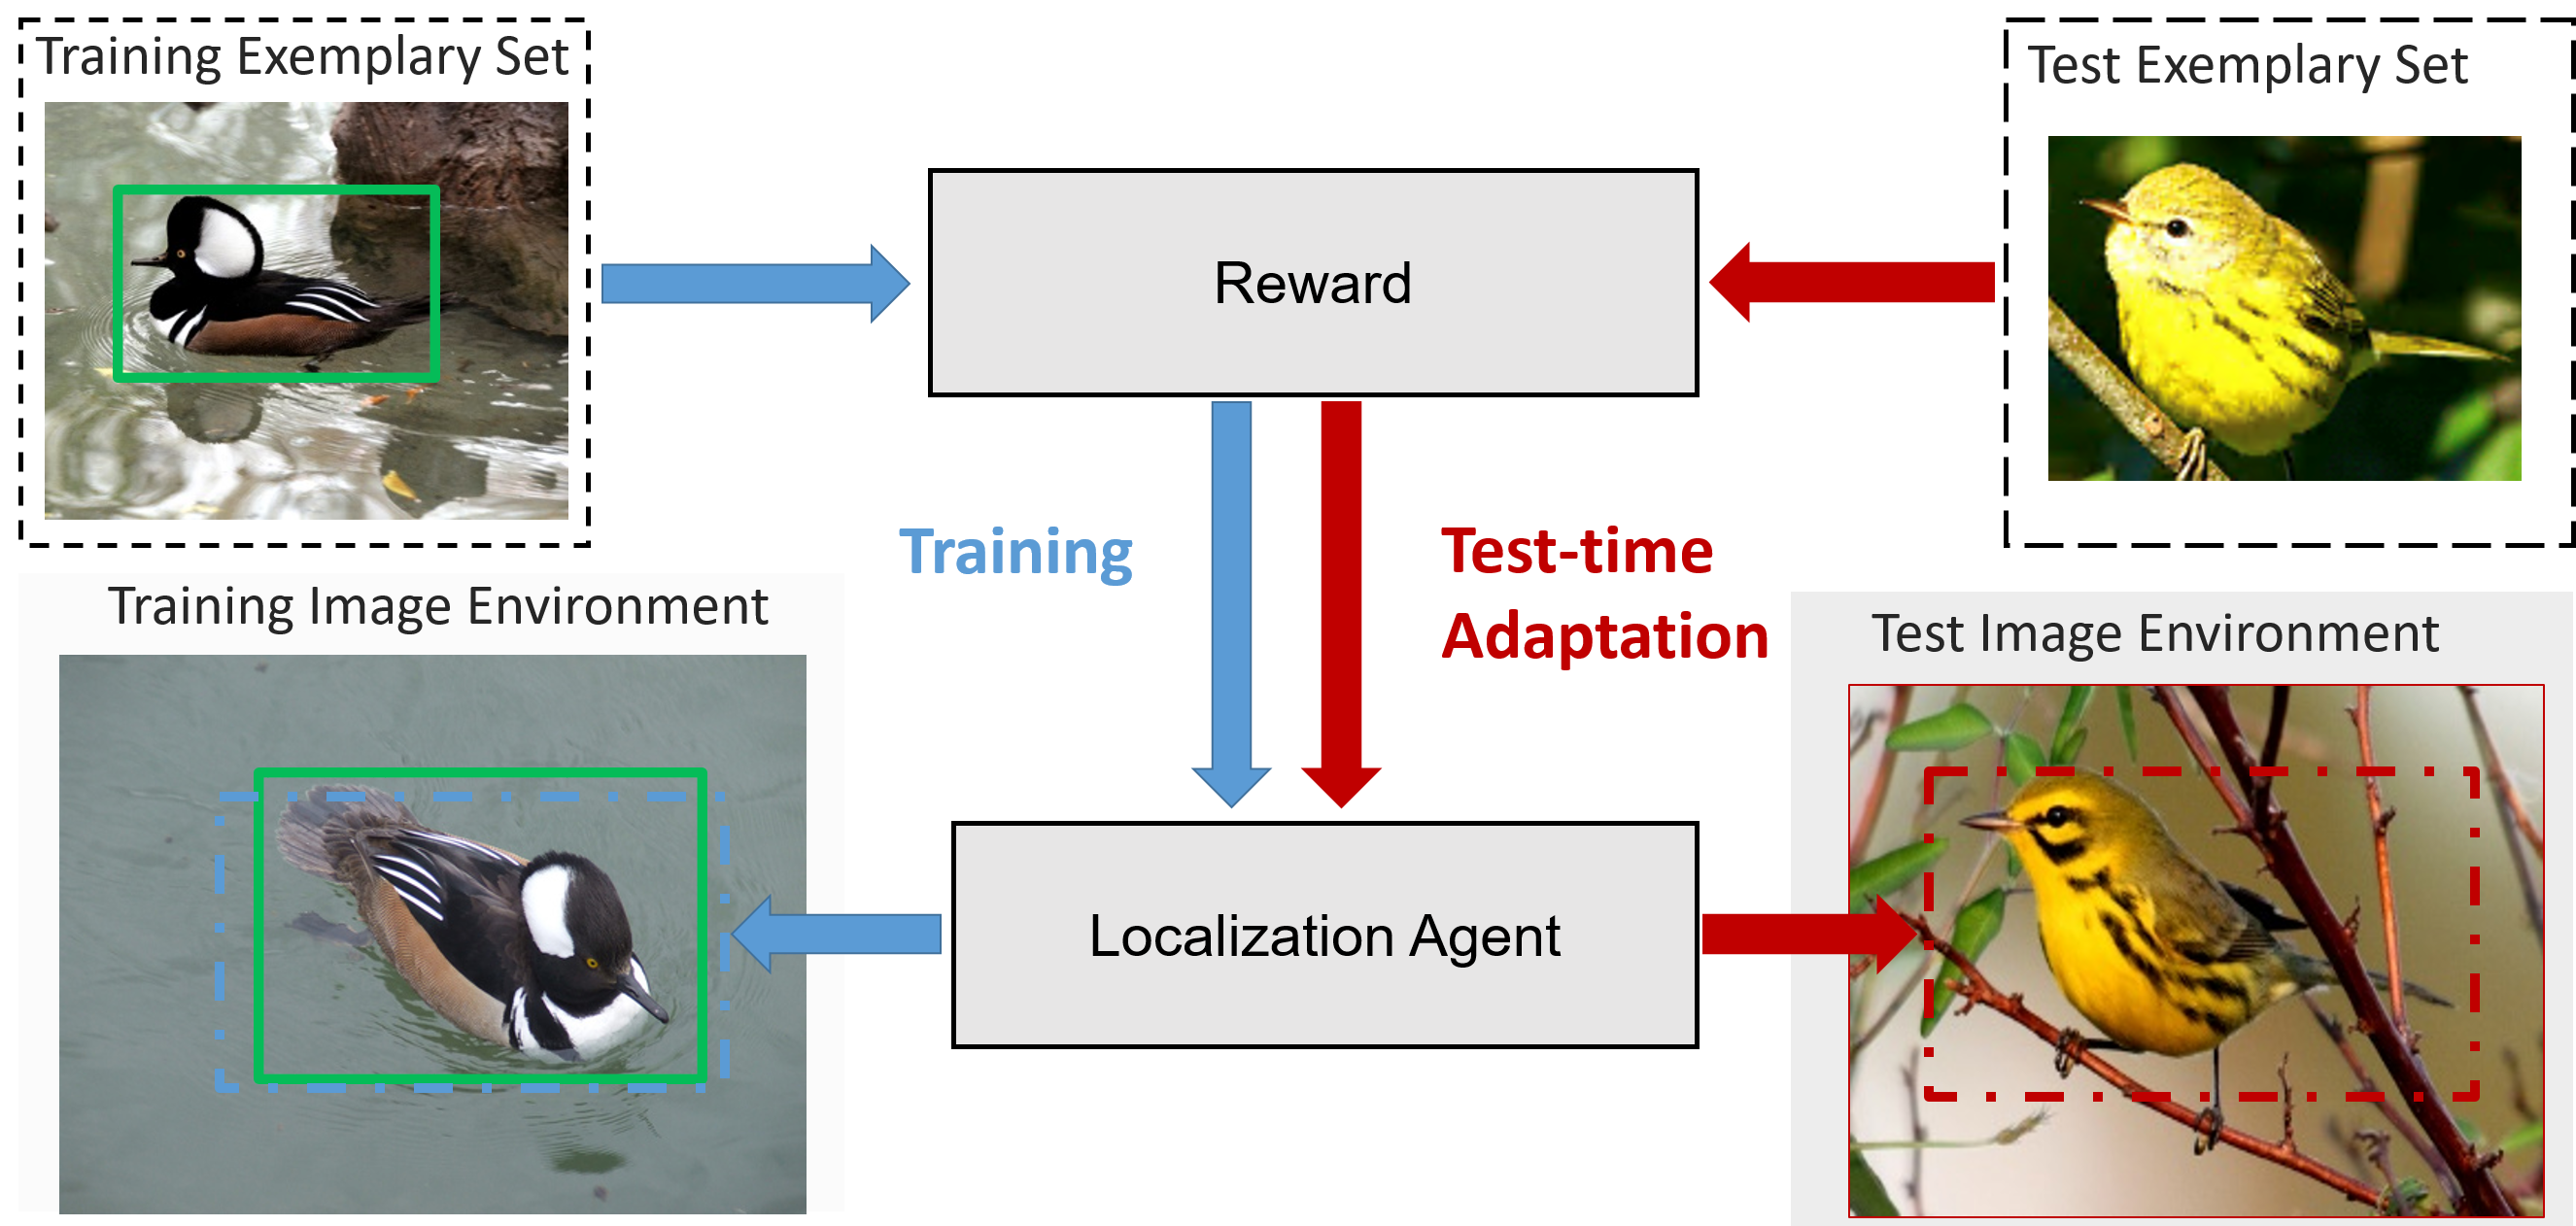 Training Exemplary Set
Test Exemplary Set
Reward
Training
Test-time
Adaptation
Training Image Environment
Test Image Environment
Localization Agent